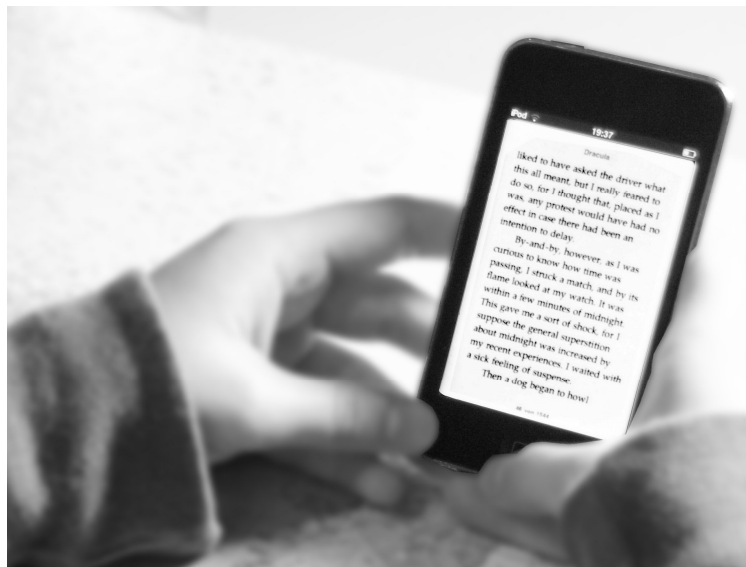 iPod 19:37
Dracula
liked to have asked the driver what
this all meant, but I really feared to
do so, for I thought that, placed as I
was, any protest would have had no
effect in case there had been an
intention to delay.
By-and-by, however, as I was
curious to know how time was
passing, I struck a match, and by its
flame looked at my watch. It was
within a few minutes of midnight.
This gave me a sort of shock, for I
suppose the general superstition
about midnight was increased by
my recent experiences. I waited with
a sick feeling of suspense.
Then a dog began to howl
von 1544